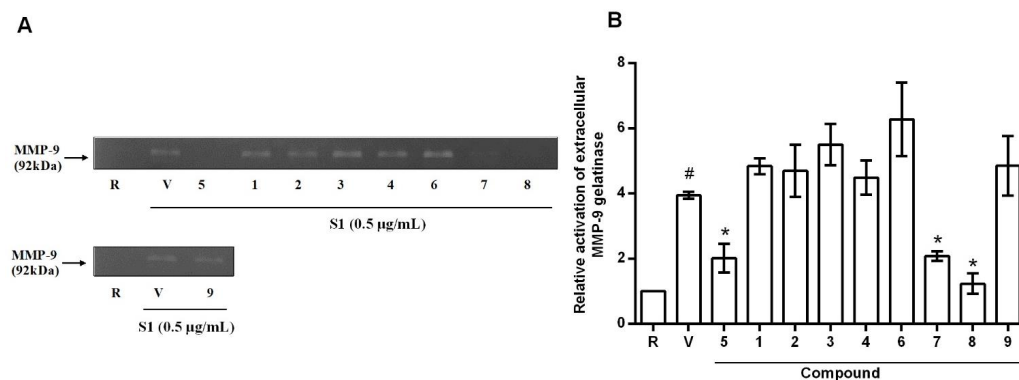 A
MMP-9
(92kDa)
R V 5 1 2 3 4 6 7 8
S1 (0.5 µg/mL)
MMP-9
(92kDa)
R V 9
S1 (0.5 µg/mL)
B
Relative activation of extracellular
MMP-9 gelatinase
8
6
4
2
0
#
*
*
*
R V 5 1 2 3 4 6 7 8 9
Compound